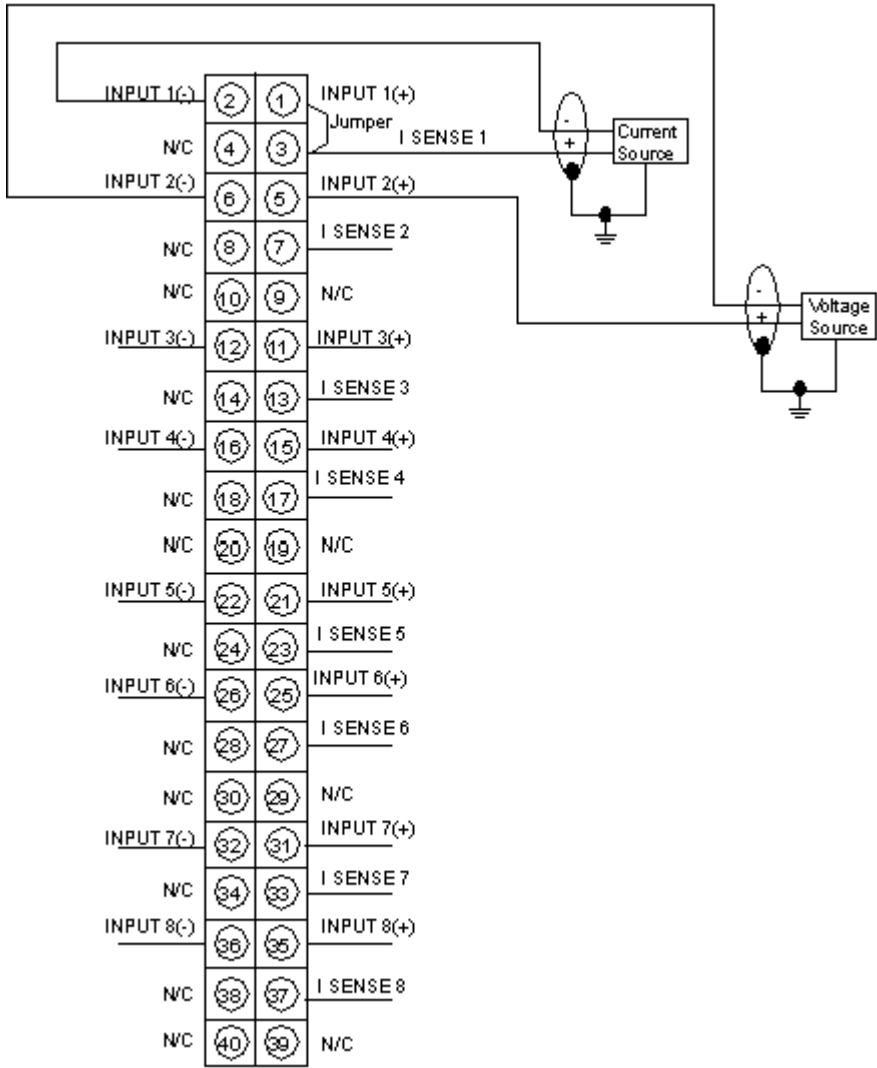 INPUT 1(-) 2 1 INPUT 1(+)
Jumper
N/C 4 3 I SENSE 1
- + Current Source
INPUT 2(-) 6 5 INPUT 2(+)
N/C 8 7 I SENSE 2
N/C 10 9 N/C
- + Voltage Source
INPUT 3(-) 12 11 INPUT 3(+)
N/C 14 13 I SENSE 3
INPUT 4(-) 16 15 INPUT 4(+)
N/C 18 17 I SENSE 4
N/C 20 19 N/C
INPUT 5(-) 22 21 INPUT 5(+)
N/C 24 23 I SENSE 5
INPUT 6(-) 26 25 INPUT 6(+)
N/C 28 27 I SENSE 6
N/C 30 29 N/C
INPUT 7(-) 32 31 INPUT 7(+)
N/C 34 33 I SENSE 7
INPUT 8(-) 36 35 INPUT 8(+)
N/C 38 37 I SENSE 8
N/C 40 39 N/C